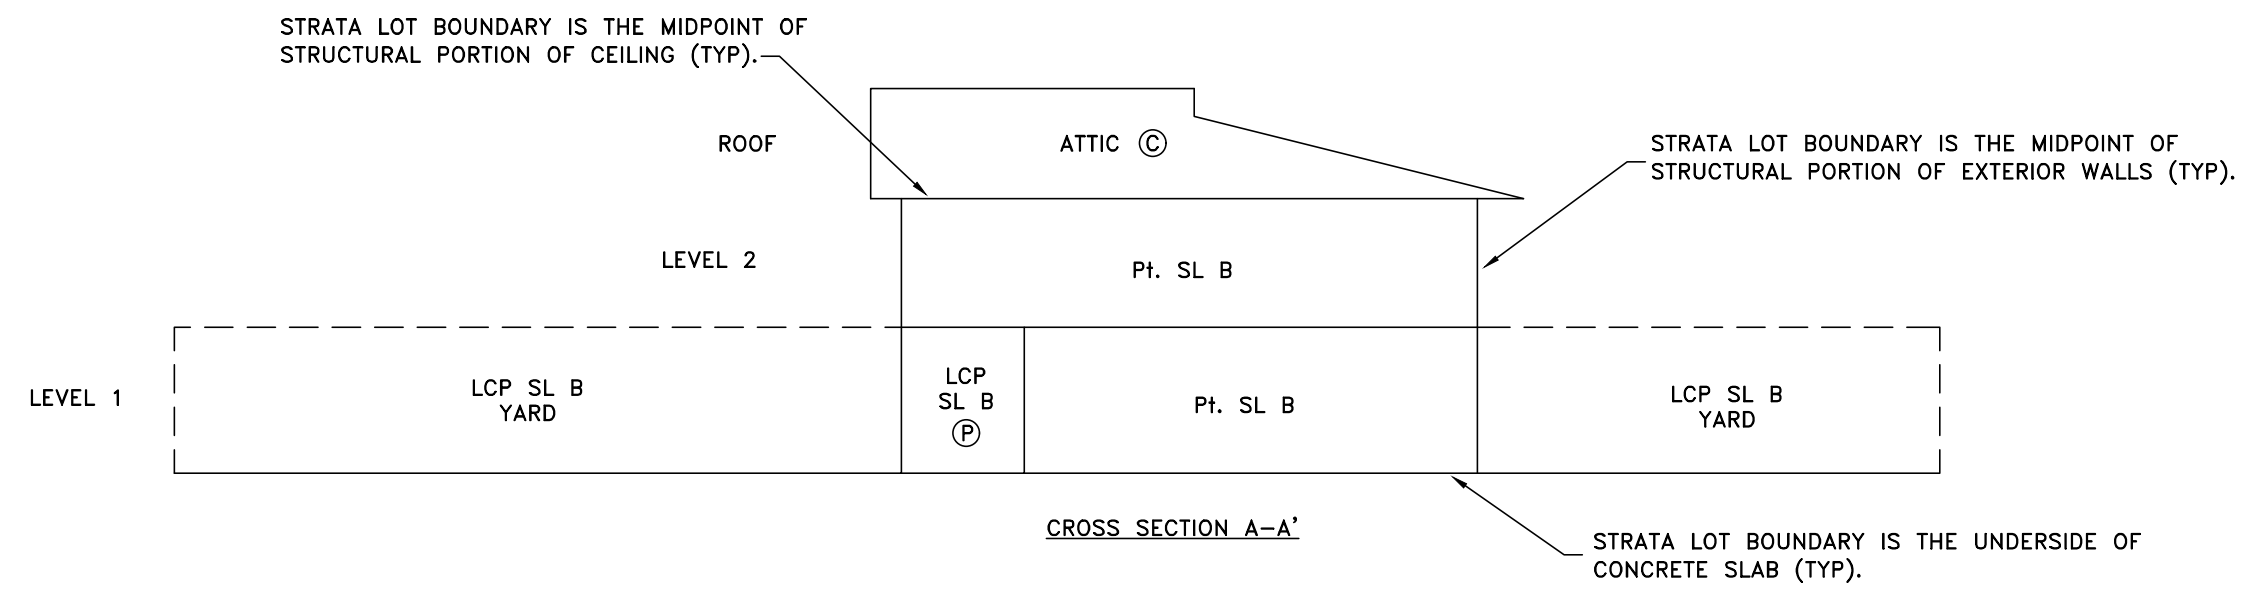 STRATA LOT BOUNDARY IS THE MIDPOINT OF
STRUCTURAL PORTION OF CEILING (TYP).
ROOF
ATTIC C
STRATA LOT BOUNDARY IS THE MIDPOINT OF
STRUCTURAL PORTION OF EXTERIOR WALLS (TYP).
LEVEL 2
Pt. SL B
LEVEL 1
LCP SL B
YARD
LCP
SL B
P
Pt. SL B
LCP SL B
YARD
CROSS SECTION A-A'
STRATA LOT BOUNDARY IS THE UNDERSIDE OF
CONCRETE SLAB (TYP).